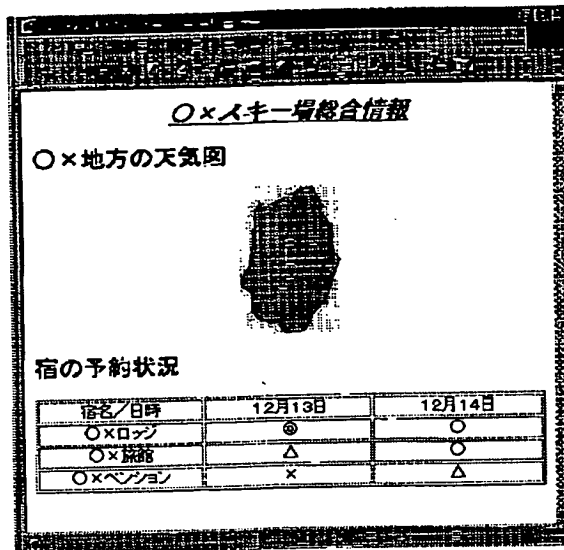 ○×スキー場総合情報
○×地方の天気図
宿の予約状況
宿名/日時 12月13日 12月14日
○×ロッジ ◎ ○
○×旅館 △ ○
○×ペンション × △